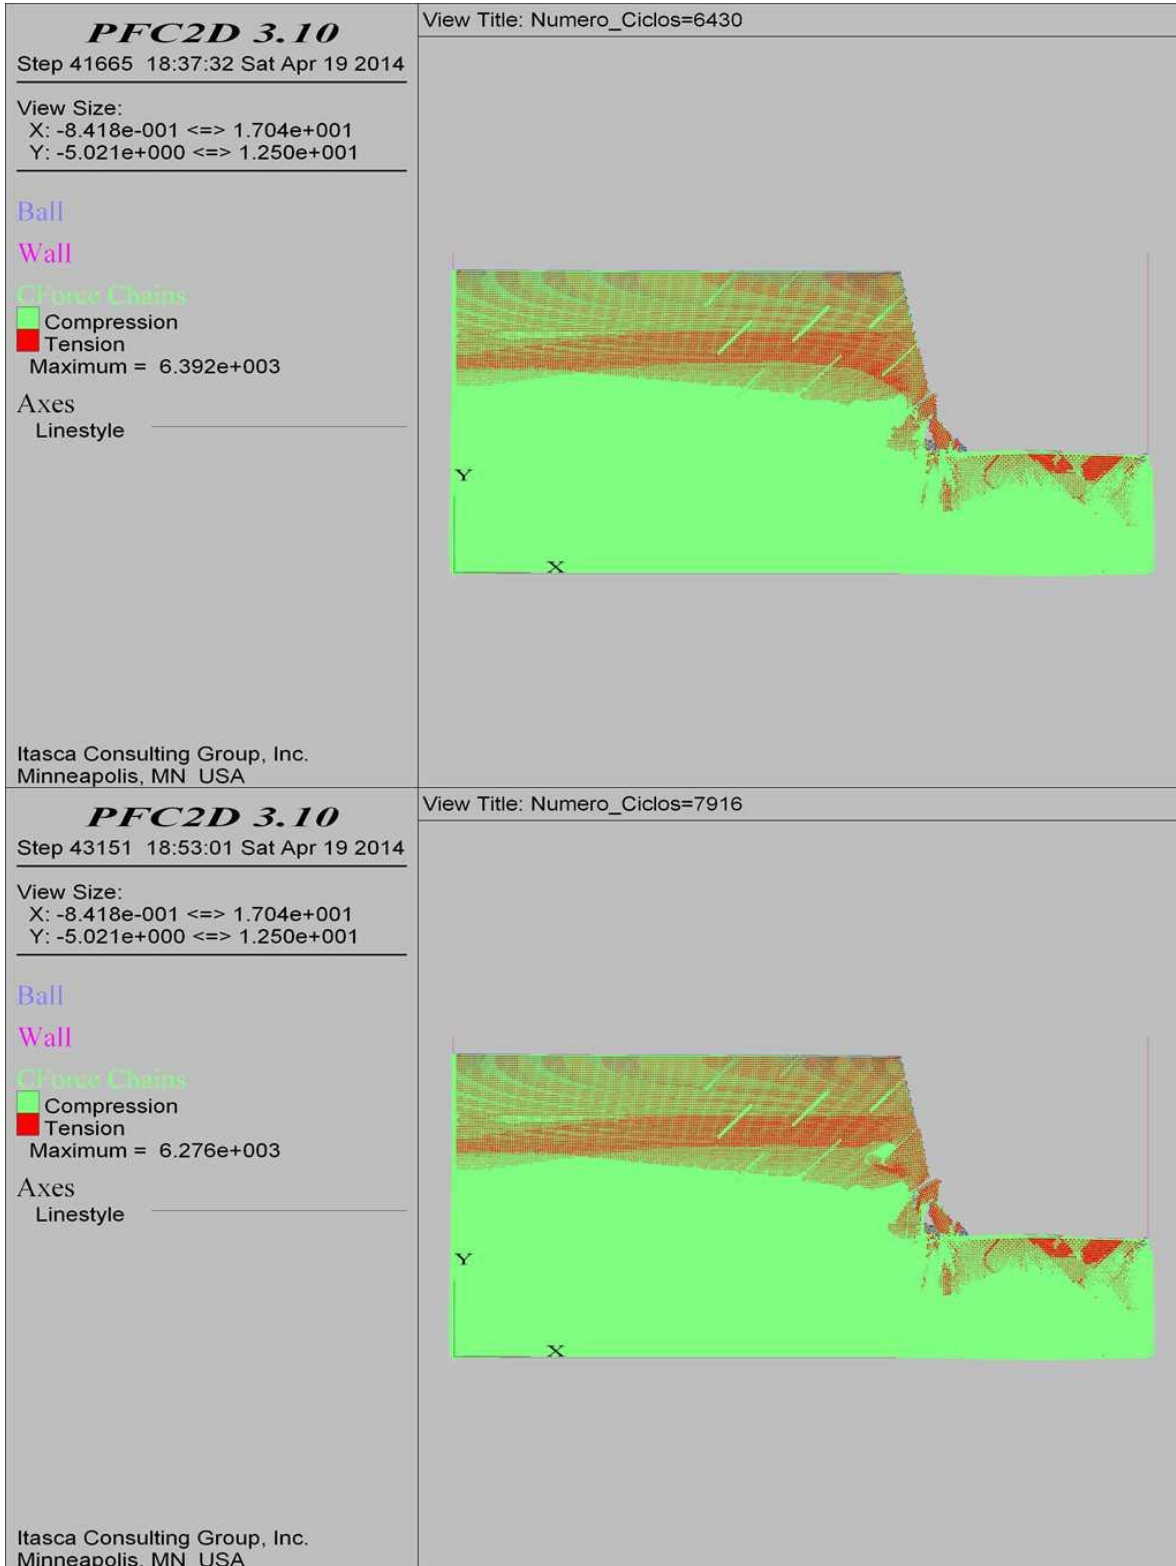 PFC2D 3.10
Step 41665  18:37:32 Sat Apr 19 2014
View Size:
X: -8.418e-001 <=> 1.704e+001
Y: -5.021e+000 <=> 1.250e+001
Ball
Wall
CForce Chains
Compression
Tension
Maximum =  6.392e+003
Axes
Linestyle
Itasca Consulting Group, Inc.
Minneapolis, MN  USA
View Title: Numero_Ciclos=6430
Y
X
PFC2D 3.10
Step 43151  18:53:01 Sat Apr 19 2014
View Size:
X: -8.418e-001 <=> 1.704e+001
Y: -5.021e+000 <=> 1.250e+001
Ball
Wall
CForce Chains
Compression
Tension
Maximum =  6.276e+003
Axes
Linestyle
Itasca Consulting Group, Inc.
Minneapolis, MN  USA
View Title: Numero_Ciclos=7916
Y
X